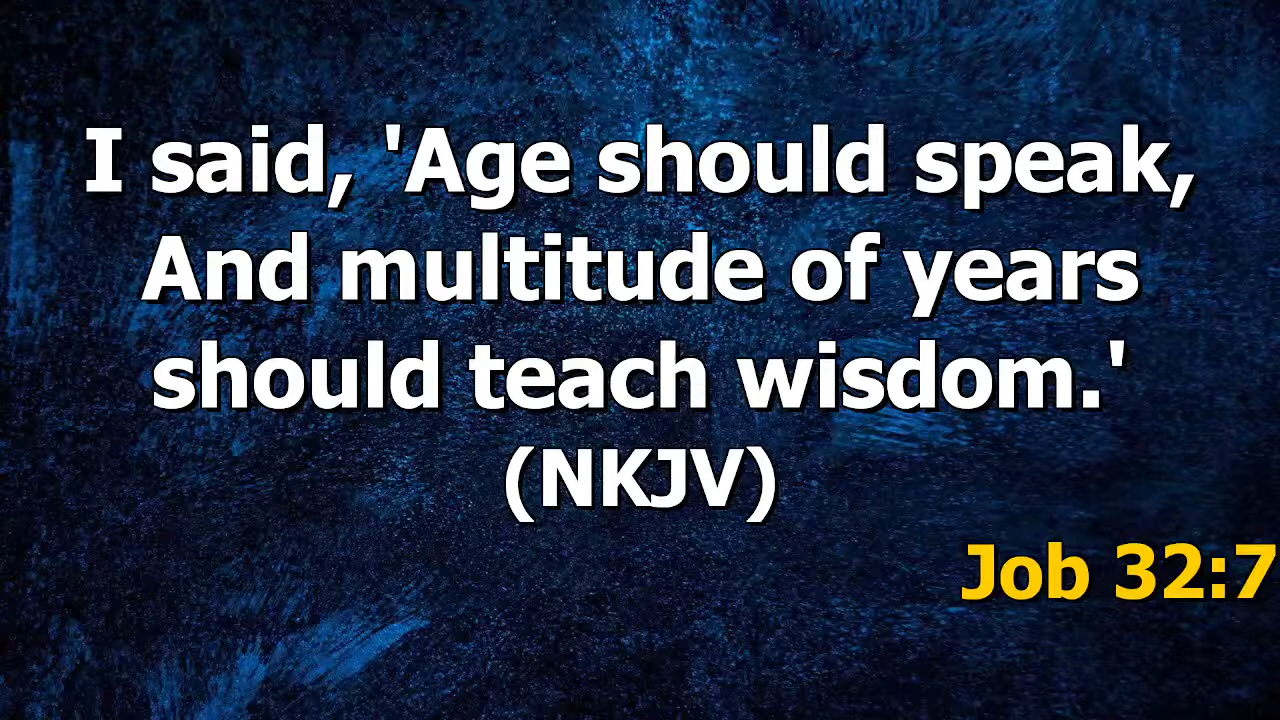 I said, 'Age should speak,
And multitude of years
should teach wisdom.'
(NKJV)
Job 32:7